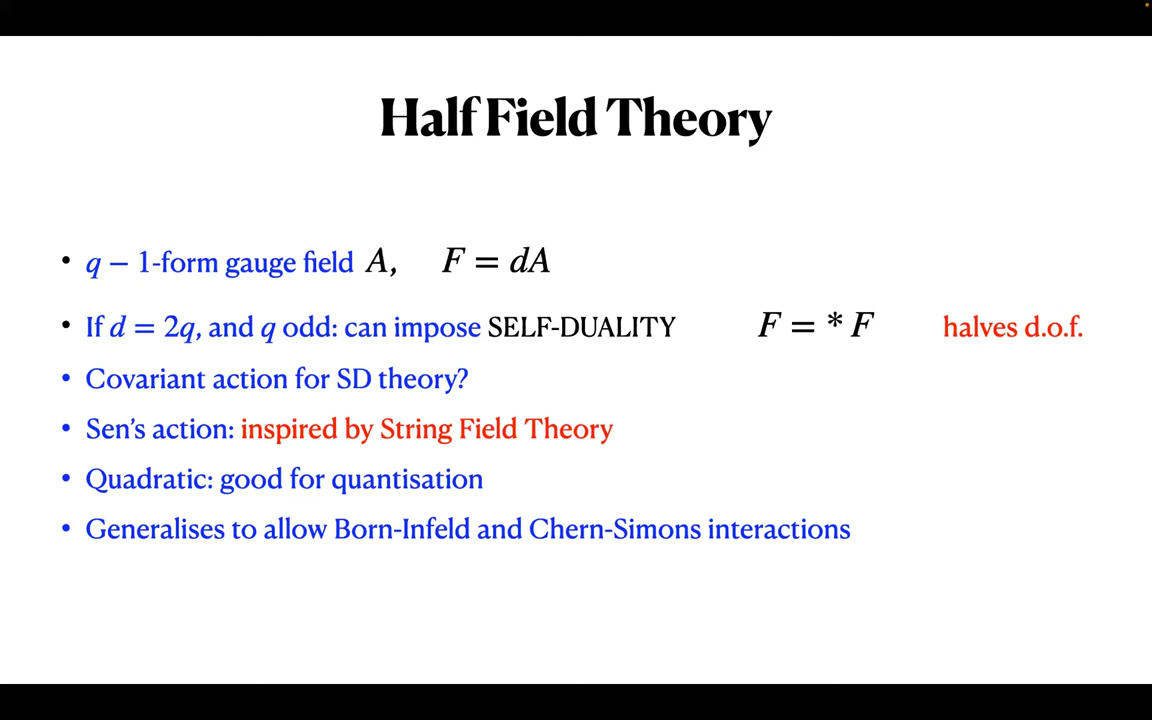 Half Field Theory
• q − 1-form gauge field A, F = dA
• If d = 2q, and q odd: can impose SELF-DUALITY F = * F halves d.o.f.
• Covariant action for SD theory?
• Sen's action: inspired by String Field Theory
• Quadratic: good for quantisation
• Generalises to allow Born-Infeld and Chern-Simons interactions